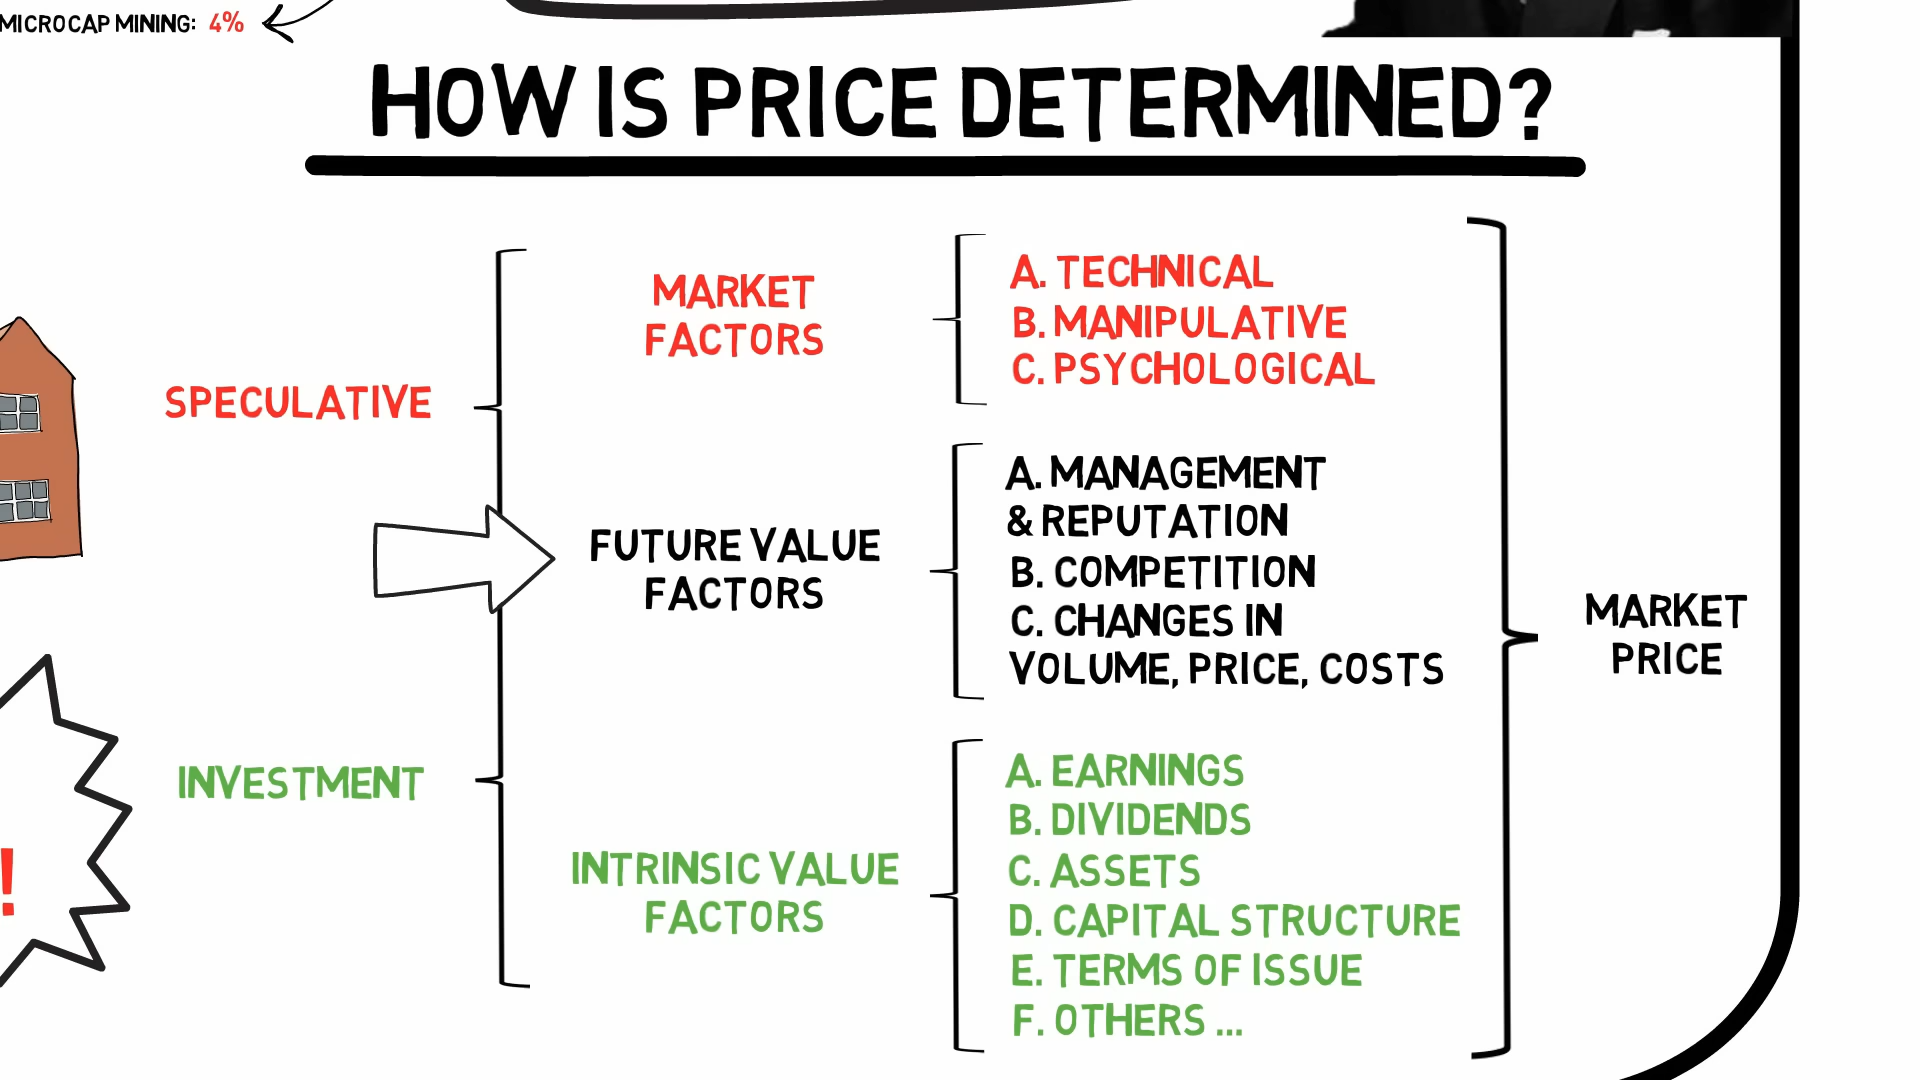 MICROCAP MINING: 4%
HOW IS PRICE DETERMINED?
SPECULATIVE
INVESTMENT
!
MARKET
FACTORS
A. TECHNICAL
B. MANIPULATIVE
C. PSYCHOLOGICAL
FUTURE VALUE
FACTORS
A. MANAGEMENT
& REPUTATION
B. COMPETITION
C. CHANGES IN
VOLUME, PRICE, COSTS
INTRINSIC VALUE
FACTORS
A. EARNINGS
B. DIVIDENDS
C. ASSETS
D. CAPITAL STRUCTURE
E. TERMS OF ISSUE
F. OTHERS ...
MARKET
PRICE